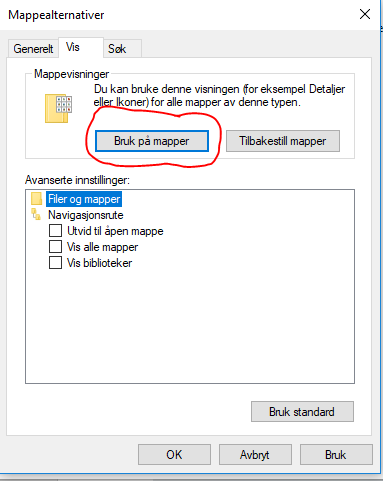 Mappealternativer
Generelt
Vis
Søk
Mappevisninger
Du kan bruke denne visningen (for eksempel Detaljer
eller Ikoner) for alle mapper av denne typen.
Bruk på mapper
Tilbakestill mapper
Avanserte innstillinger:
Filer og mapper
Navigasjonsrute
Utvid til åpen mappe
Vis alle mapper
Vis biblioteker
Bruk standard
OK
Avbryt
Bruk